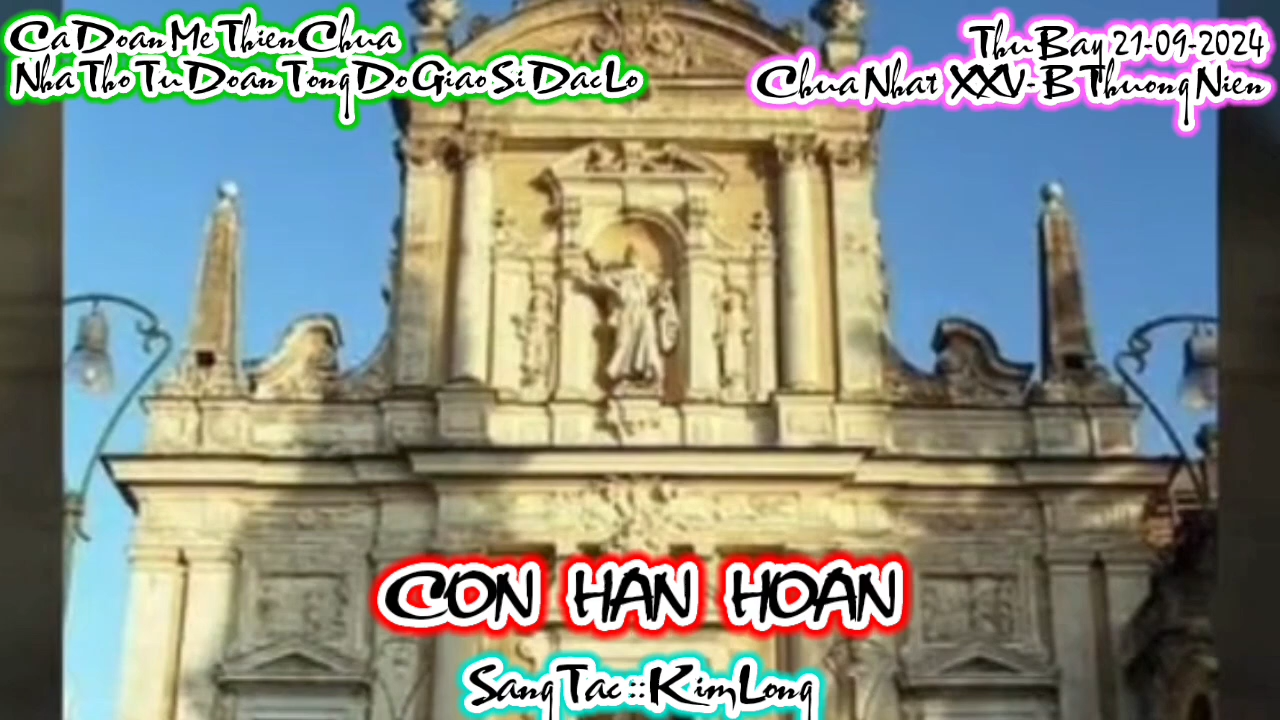 Ca Doan Me Thien Chua
Nha Tho Tu Doan Tong Do Giao Si Dac Lo
Thu Bay 21-09-2024
Chua Nhat XXV-B Thuong Nien
CON HAN HOAN
Sang Tac :: Kim Long